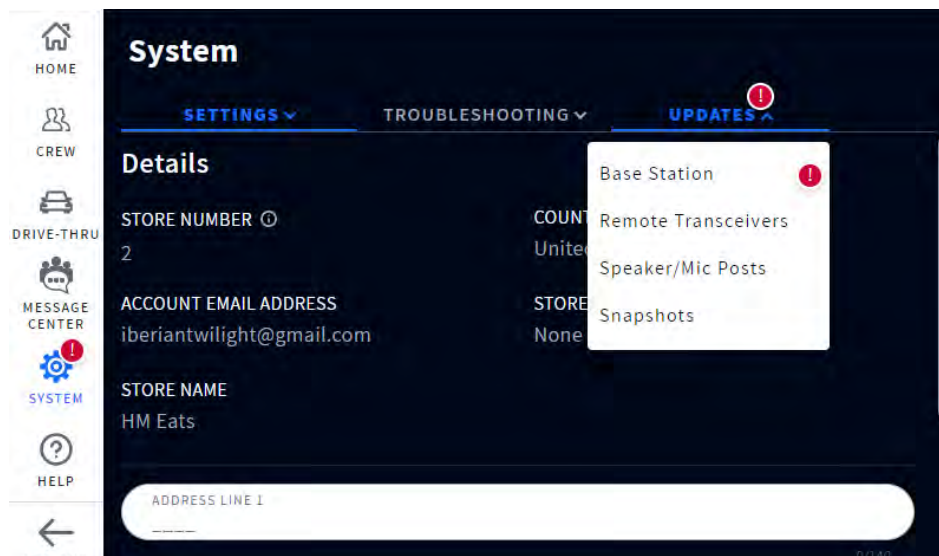 HOME
CREW
DRIVE-THRU
MESSAGE
CENTER
SYSTEM
HELP
System
SETTINGS
TROUBLESHOOTING
UPDATES
Base Station
Remote Transceivers
Speaker/Mic Posts
Snapshots
Details
STORE NUMBER
2
ACCOUNT EMAIL ADDRESS
iberiantwilight@gmail.com
STORE
None
STORE NAME
HM Eats
ADDRESS LINE 1